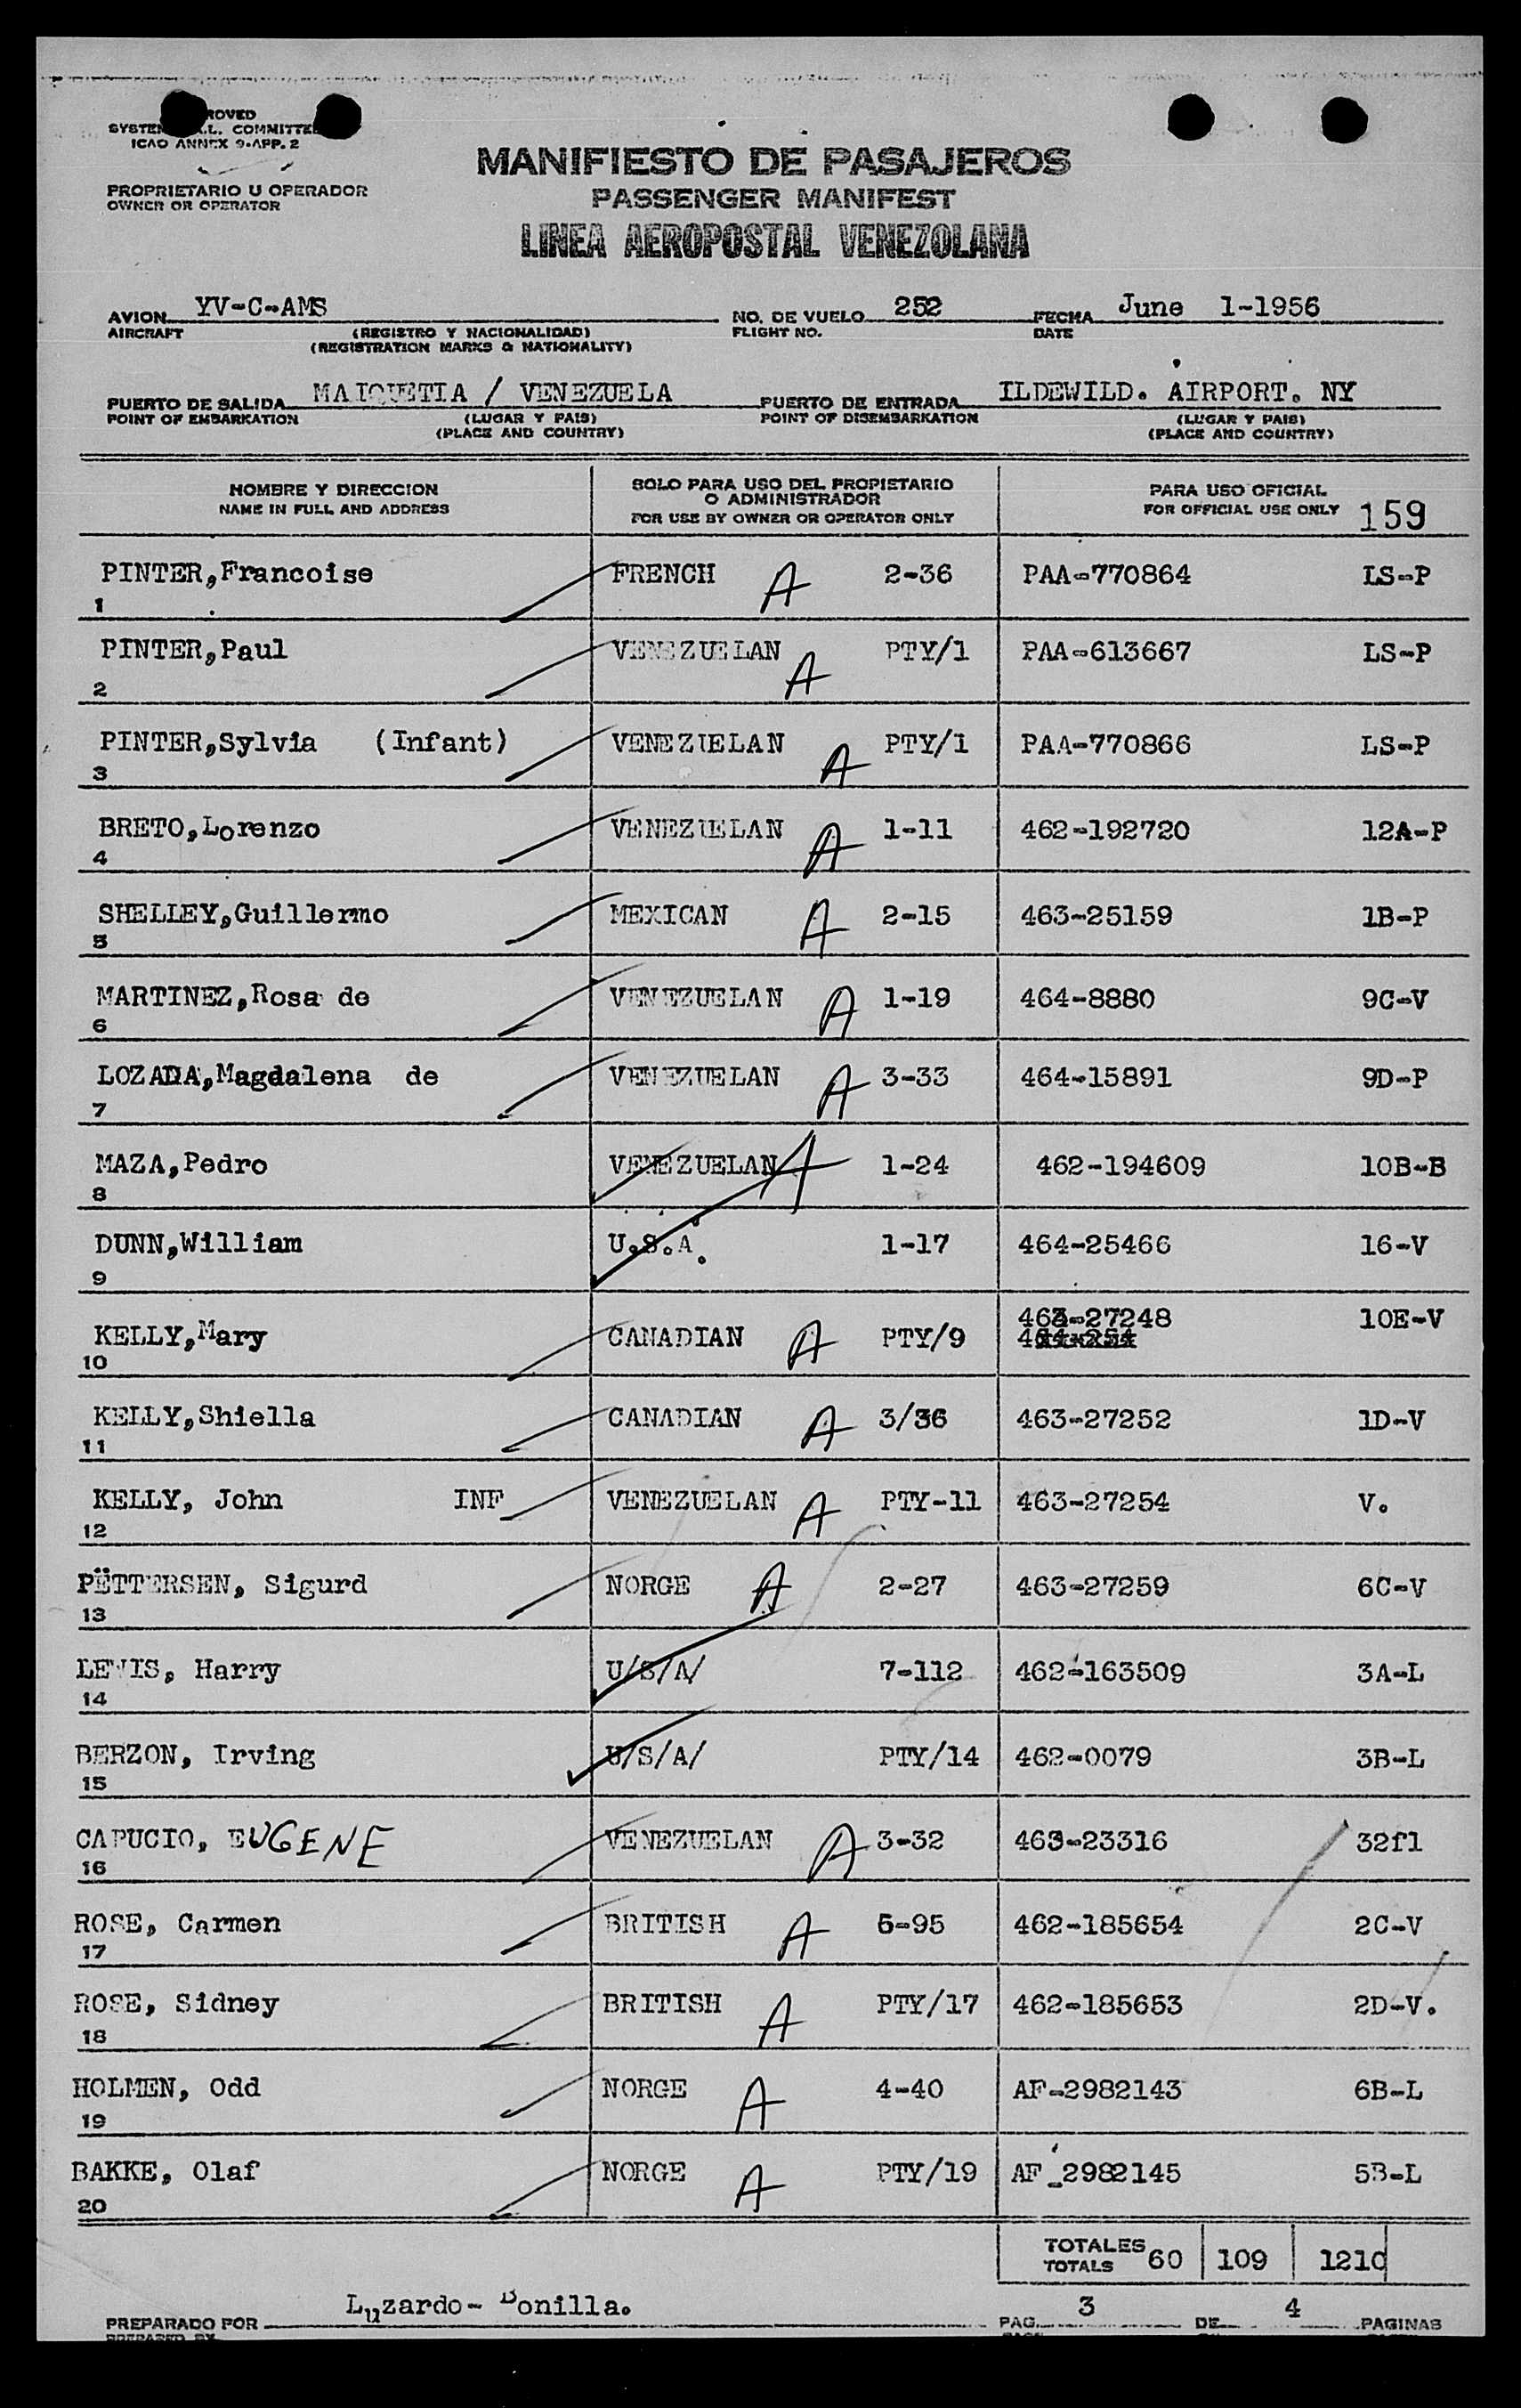 ROVED
SYSTEM A.L. COMMITTEE
ICAO ANNEX 9-APP. 2
PROPRIETARIO U OPERADOR
OWNER OR OPERATOR
MANIFIESTO DE PASAJEROS
PASSENGER MANIFEST
LINEA AEROPOSTAL VENEZOLANA
AVION YV-C-AMS NO. DE VUELO 252 FECHA June 1-1956
AIRCRAFT (REGISTRO Y NACIONALIDAD) FLIGHT NO. DATE
(REGISTRATION MARKS & NATIONALITY)
PUERTO DE SALIDA MAIQUETIA / VENEZUELA PUERTO DE ENTRADA ILDEWILD. AIRPORT. NY
POINT OF EMBARKATION (LUGAR Y PAIS) POINT OF DISEMBARKATION (LUGAR Y PAIS)
(PLACE AND COUNTRY) (PLACE AND COUNTRY)
NOMBRE Y DIRECCION SOLO PARA USO DEL PROPIETARIO PARA USO OFICIAL
NAME IN FULL AND ADDRESS O ADMINISTRADOR FOR OFFICIAL USE ONLY 159
FOR USE BY OWNER OR OPERATOR ONLY
PINTER,Francoise FRENCH A 2-36 PAA-770864 LS-P
1
PINTER,Paul VENEZUELAN A PTY/1 PAA-613667 LS-P
2
PINTER,Sylvia (Infant) VENEZIELAN A PTY/1 PAA-770866 LS-P
3
BRETO,Lorenzo VENEZUELAN A 1-11 462-192720 12A-P
4
SHELLEY,Guillermo MEXICAN A 2-15 463-25159 1B-P
5
MARTINEZ,Rosa de VENEZUELAN A 1-19 464-8880 9C-V
6
LOZADA,Magdalena de VENEZUELAN A 3-33 464-15891 9D-P
7
MAZA,Pedro VENEZUELAN A 1-24 462-194609 10B-B
8
DUNN,William U.S.A. 1-17 464-25466 16-V
9
KELLY,Mary CANADIAN A PTY/9 463-27248 10E-V
10
KELLY,Shiella CANADIAN A 3/36 463-27252 1D-V
11
KELLY, John INF VENEZUELAN A PTY-11 463-27254 V.
12
PËTTERSEN, Sigurd NORGE A 2-27 463-27259 6C-V
13
LEWIS, Harry U/S/A/ 7-112 462-163509 3A-L
14
BERZON, Irving U/S/A/ PTY/14 462-0079 3B-L
15
CAPUCIO, EUGENE VENEZUELAN A 3-32 463-23316 32fl
16
ROSE, Carmen BRITISH A 5-95 462-185654 2C-V
17
ROSE, Sidney BRITISH A PTY/17 462-185653 2D-V.
18
HOLMEN, Odd NORGE A 4-40 AF-2982143 6B-L
19
BAKKE, Olaf NORGE A PTY/19 AF-2982145 5B-L
20
TOTALES
TOTALS 60 109 1210
PREPARADO POR Luzardo- Bonilla. PAG. 3 DE 4 PAGINAS